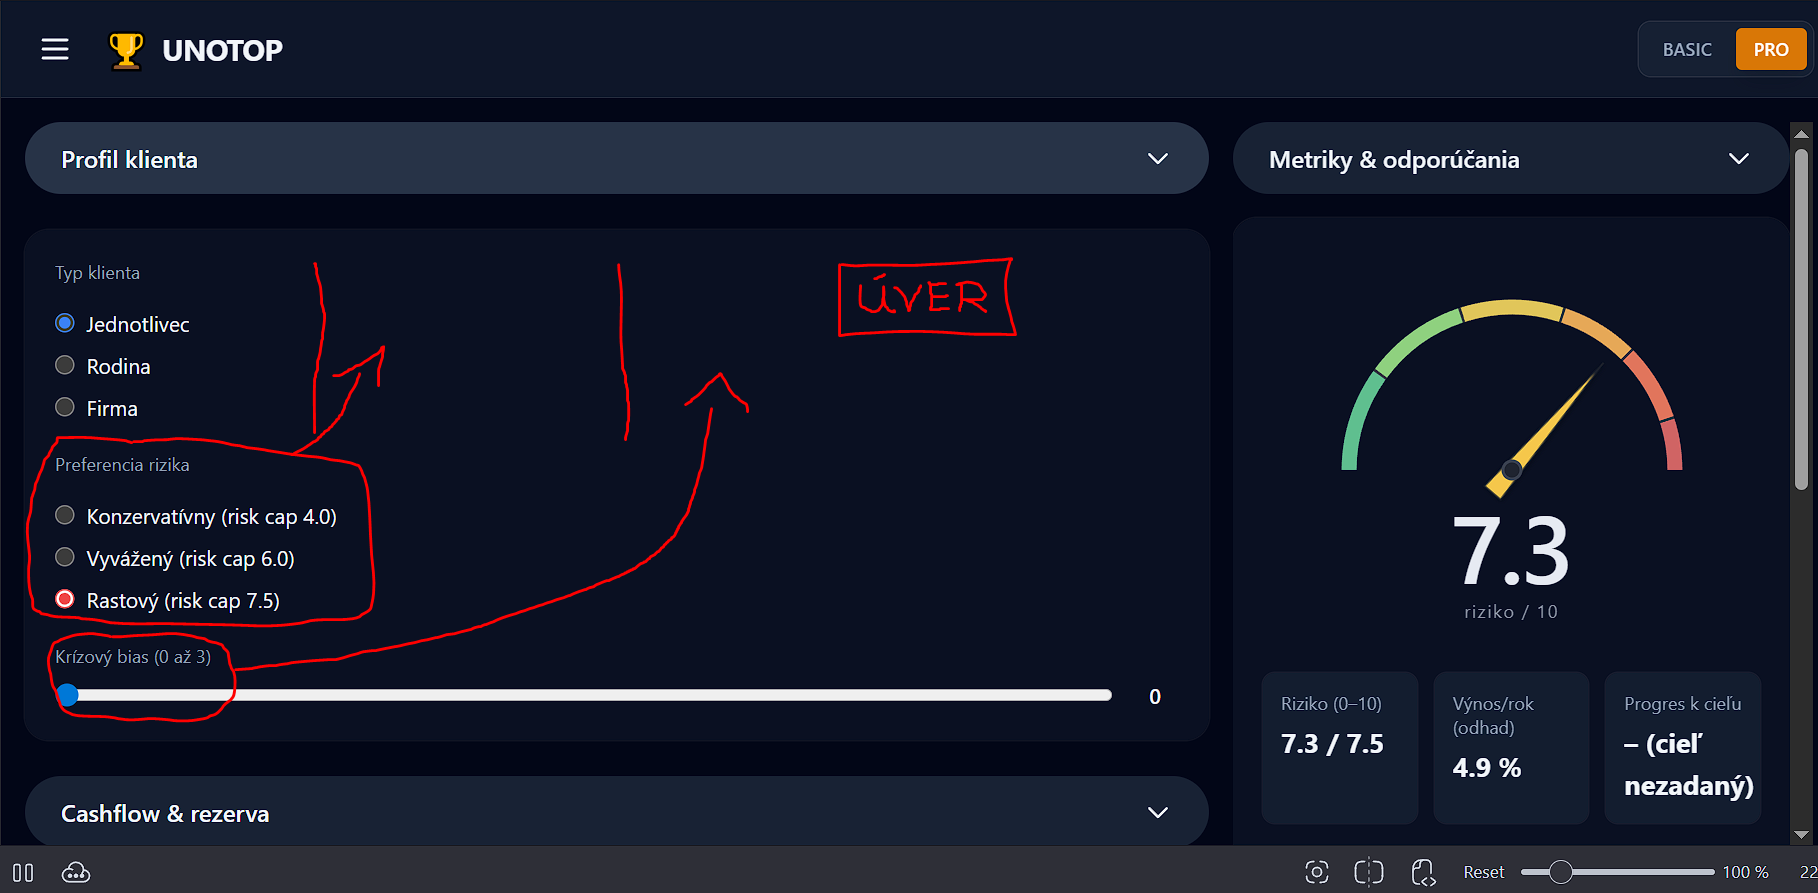 UNOTOP
BASIC
PRO
Profil klienta
Typ klienta
Jednotlivec
Rodina
Firma
ÚVER
Preferencia rizika
Konzervatívny (risk cap 4.0)
Vyvážený (risk cap 6.0)
Rastový (risk cap 7.5)
Krízový bias (0 až 3)
0
Cashflow & rezerva
Metriky & odporúčania
7.3
riziko / 10
Riziko (0–10)
7.3 / 7.5
Výnos/rok
(odhad)
4.9 %
Progres k cieľu
– (cieľ
nezadaný)
Reset
100 %
22